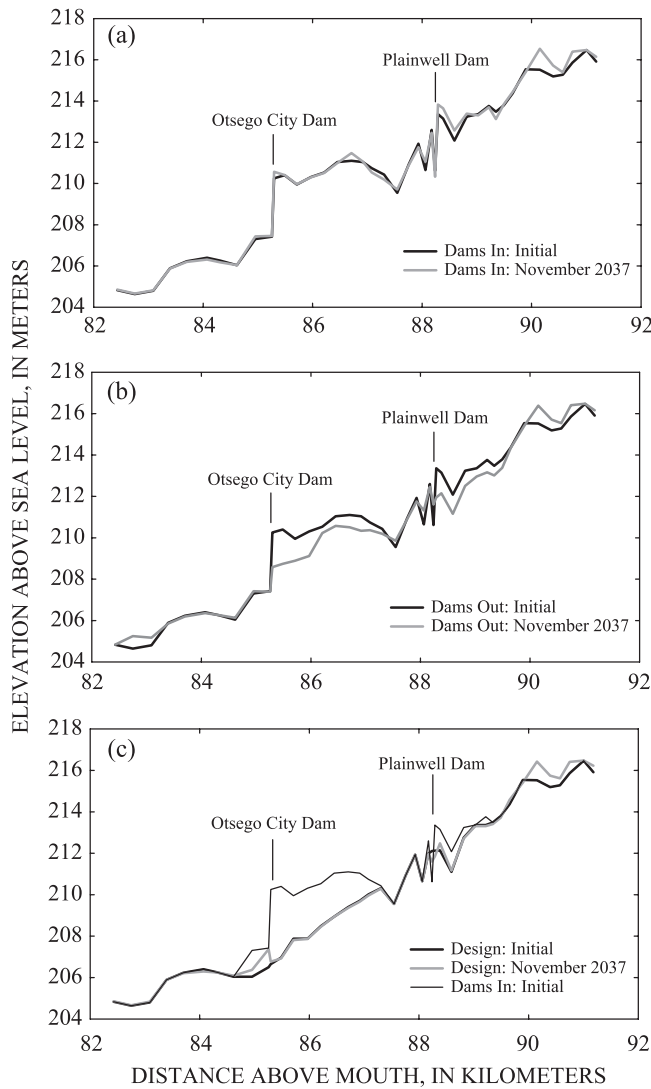 (a)
218
216
214
212
210
208
206
204
Plainwell Dam
Otsego City Dam
Dams In: Initial
Dams In: November 2037
82 84 86 88 90 92
(b)
218
216
214
212
210
208
206
204
Plainwell Dam
Otsego City Dam
Dams Out: Initial
Dams Out: November 2037
82 84 86 88 90 92
(c)
218
216
214
212
210
208
206
204
Plainwell Dam
Otsego City Dam
Design: Initial
Design: November 2037
Dams In: Initial
82 84 86 88 90 92
ELEVATION ABOVE SEA LEVEL, IN METERS
DISTANCE ABOVE MOUTH, IN KILOMETERS